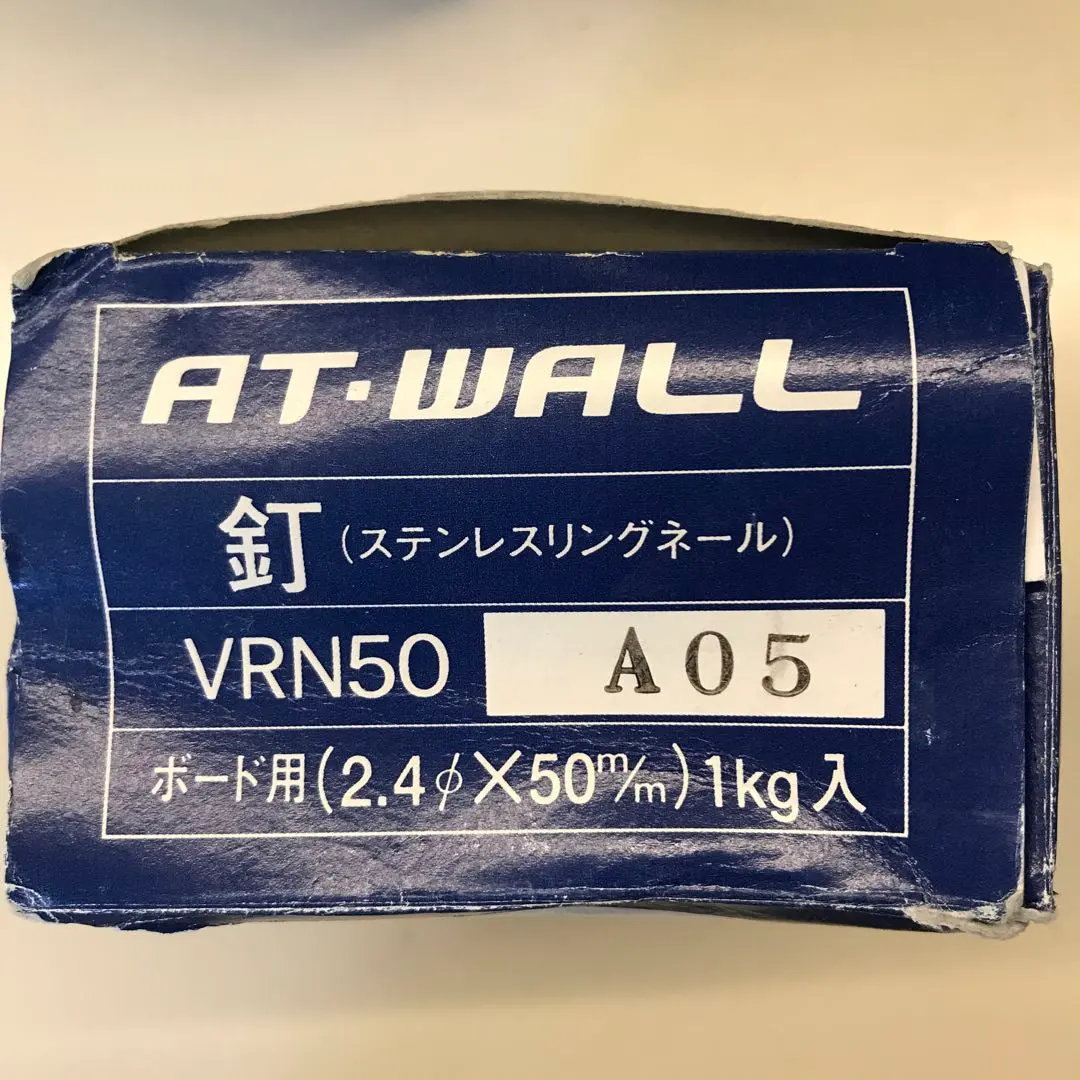 AT・WALL
釘(ステンレスリングネール)
VRN50 A05
ボード用(2.4φ×50m/m)1kg入